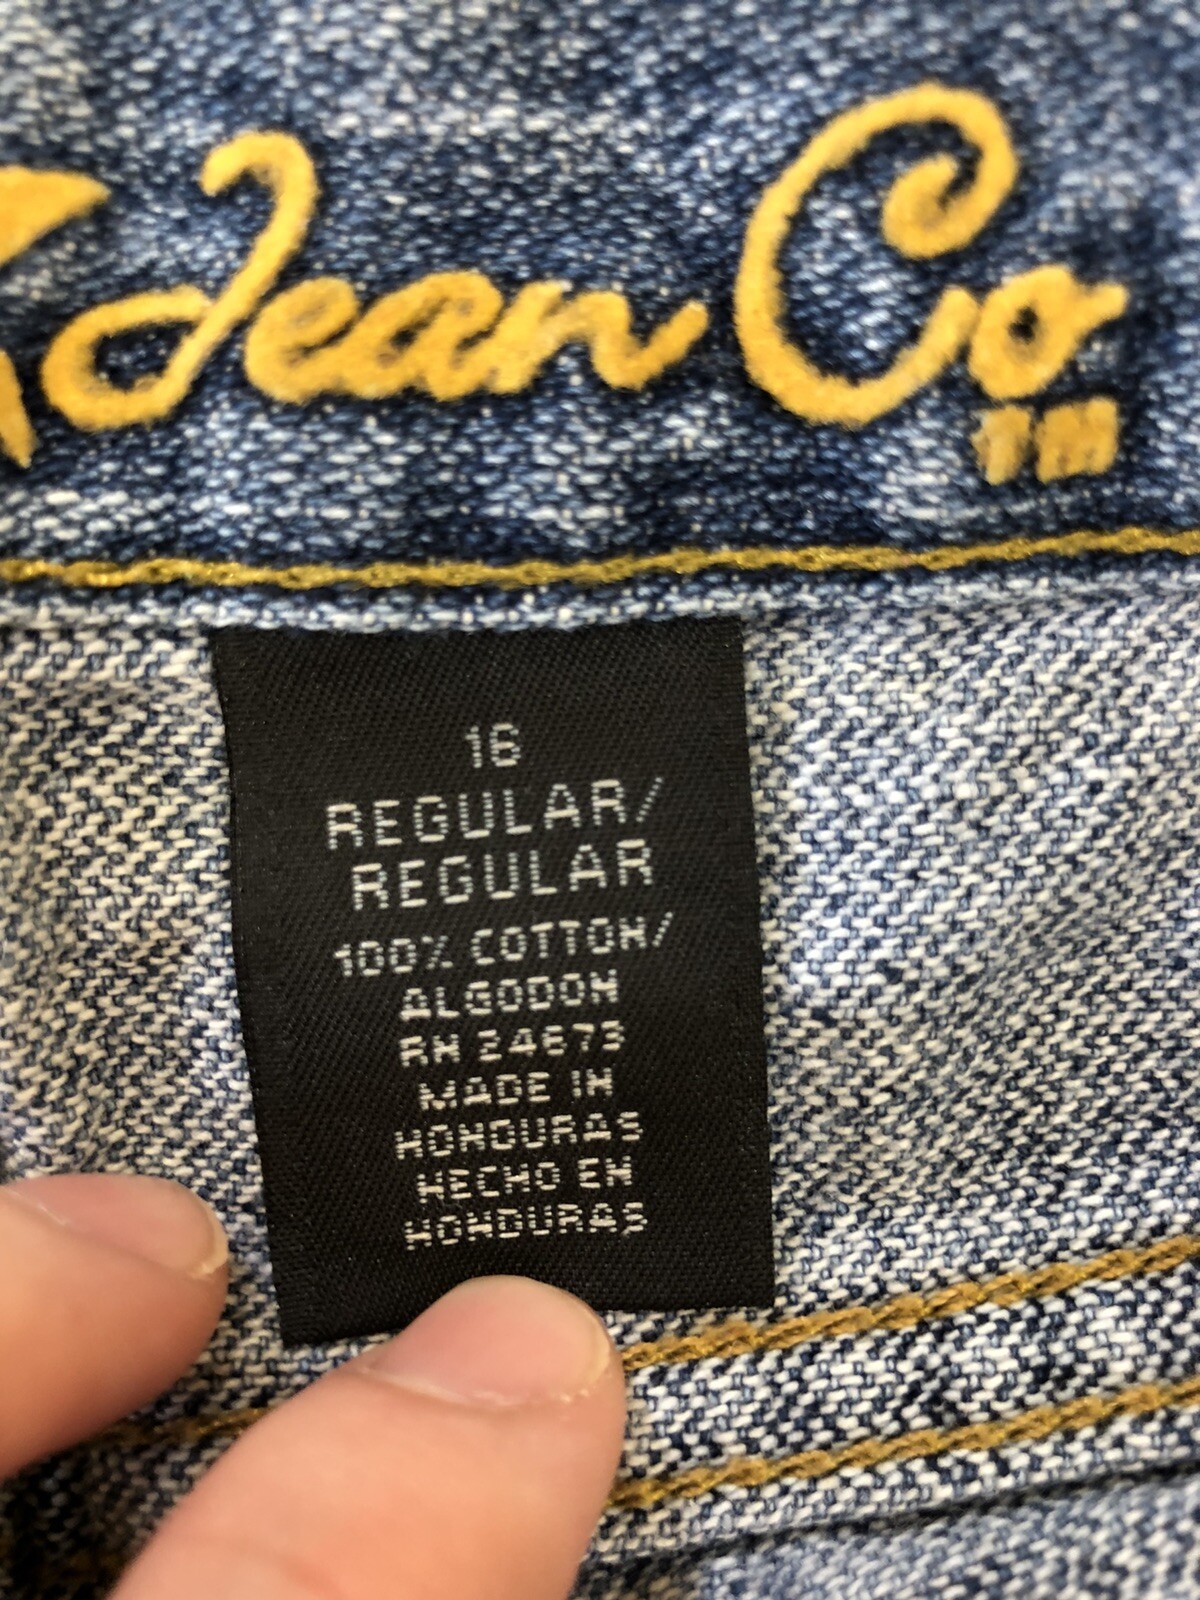 Jean Co
TM
16
REGULAR/
REGULAR
100% COTTON/
ALGODON
RN 24673
MADE IN
HONDURAS
HECHO EN
HONDURAS